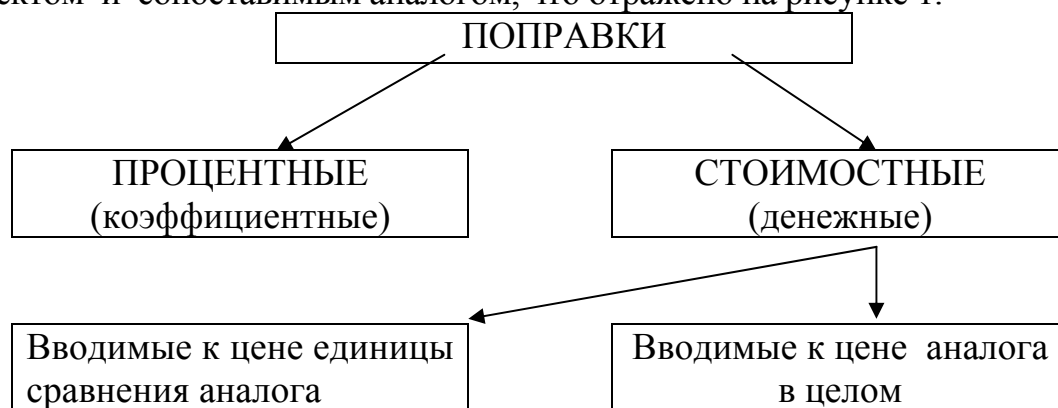 сопоставимым аналогом, что отражено на рисунке 1.
ПОПРАВКИ
ПРОЦЕНТНЫЕ
(коэффициентные)
СТОИМОСТНЫЕ
(денежные)
Вводимые к цене единицы
сравнения аналога
Вводимые к цене аналога
в целом